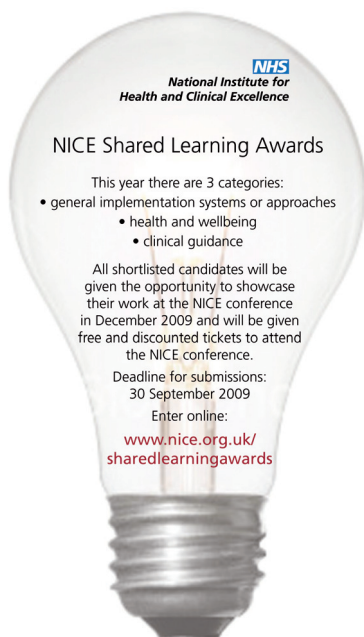 NHS
National Institute for
Health and Clinical Excellence
NICE Shared Learning Awards
This year there are 3 categories:
• general implementation systems or approaches
• health and wellbeing
• clinical guidance
All shortlisted candidates will be
given the opportunity to showcase
their work at the NICE conference
in December 2009 and will be given
free and discounted tickets to attend
the NICE conference.
Deadline for submissions:
30 September 2009
Enter online:
www.nice.org.uk/
sharedlearningawards